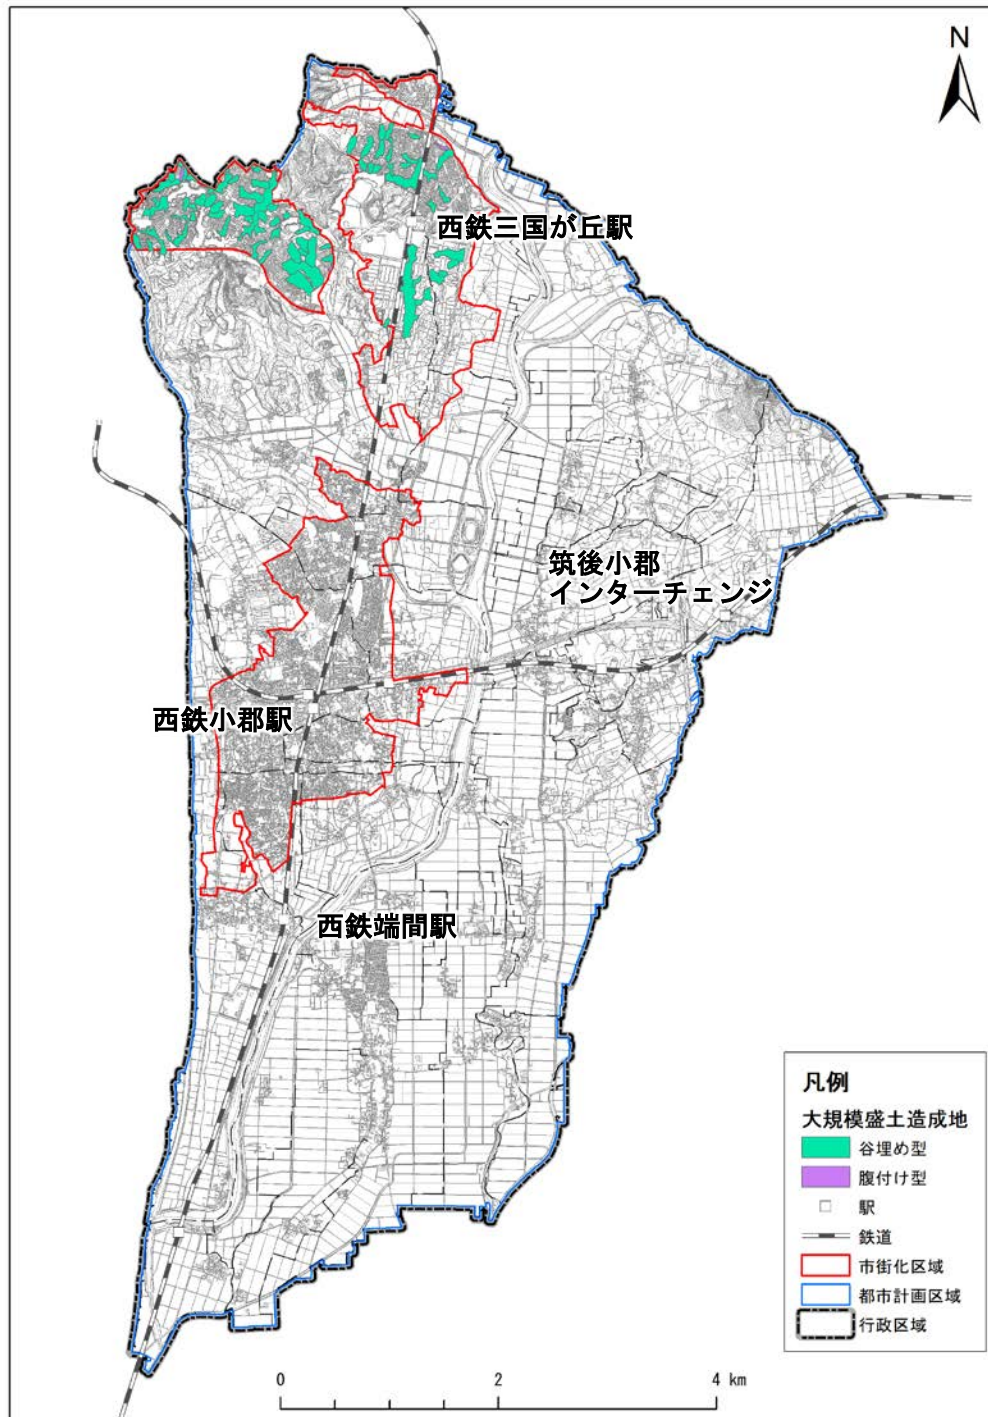 N
西鉄三国が丘駅
筑後小郡
インターチェンジ
西鉄小郡駅
西鉄端間駅
凡例
大規模盛土造成地
谷埋め型
腹付け型
駅
鉄道
市街化区域
都市計画区域
行政区域
0 2 4 km